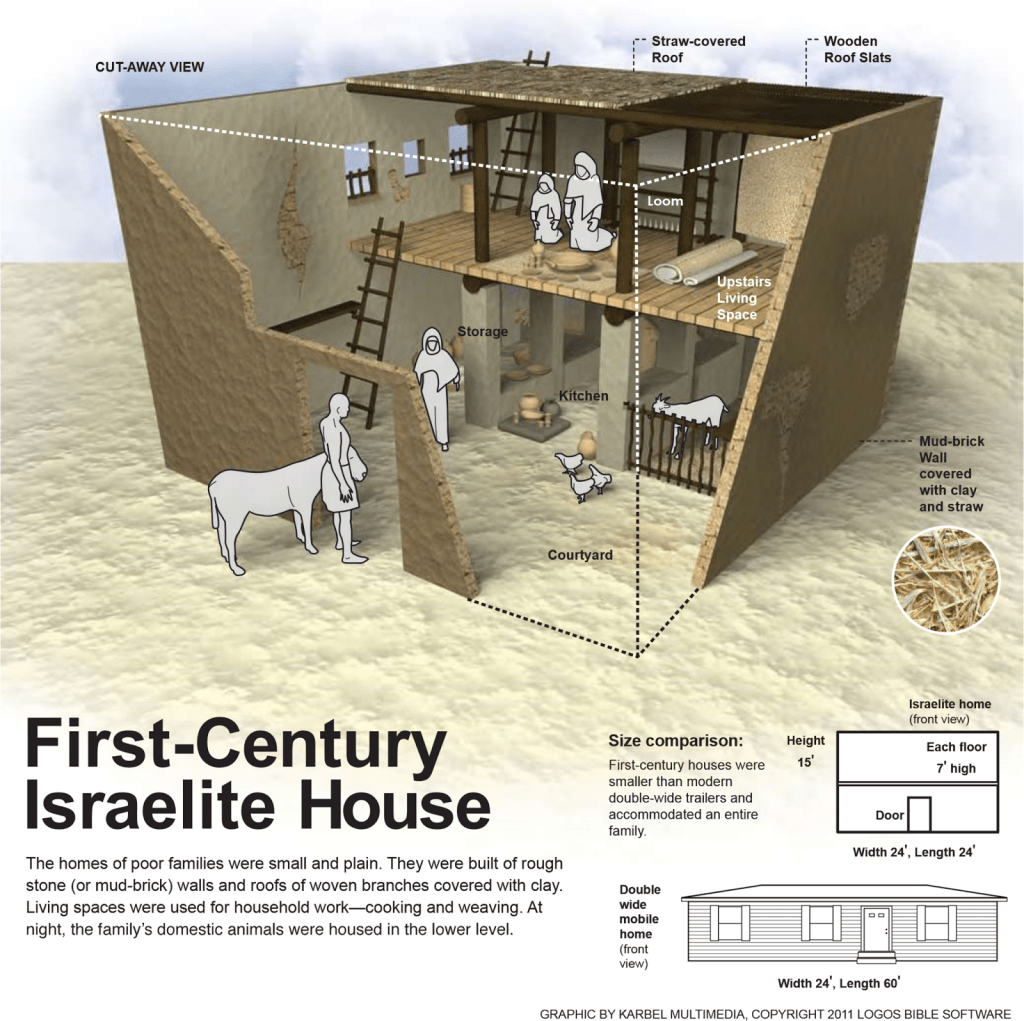 CUT-AWAY VIEW
Straw-covered
Roof
Wooden
Roof Slats
Loom
Upstairs
Living
Space
Storage
Kitchen
Mud-brick
Wall
covered
with clay
and straw
Courtyard
First-Century
Israelite House
The homes of poor families were small and plain. They were built of rough
stone (or mud-brick) walls and roofs of woven branches covered with clay.
Living spaces were used for household work—cooking and weaving. At
night, the family's domestic animals were housed in the lower level.
Size comparison:
First-century houses were
smaller than modern
double-wide trailers and
accommodated an entire
family.
Israelite home
(front view)
Height
15'
Each floor
7' high
Door
Width 24', Length 24'
Double
wide
mobile
home
(front
view)
Width 24', Length 60'
GRAPHIC BY KARBEL MULTIMEDIA, COPYRIGHT 2011 LOGOS BIBLE SOFTWARE